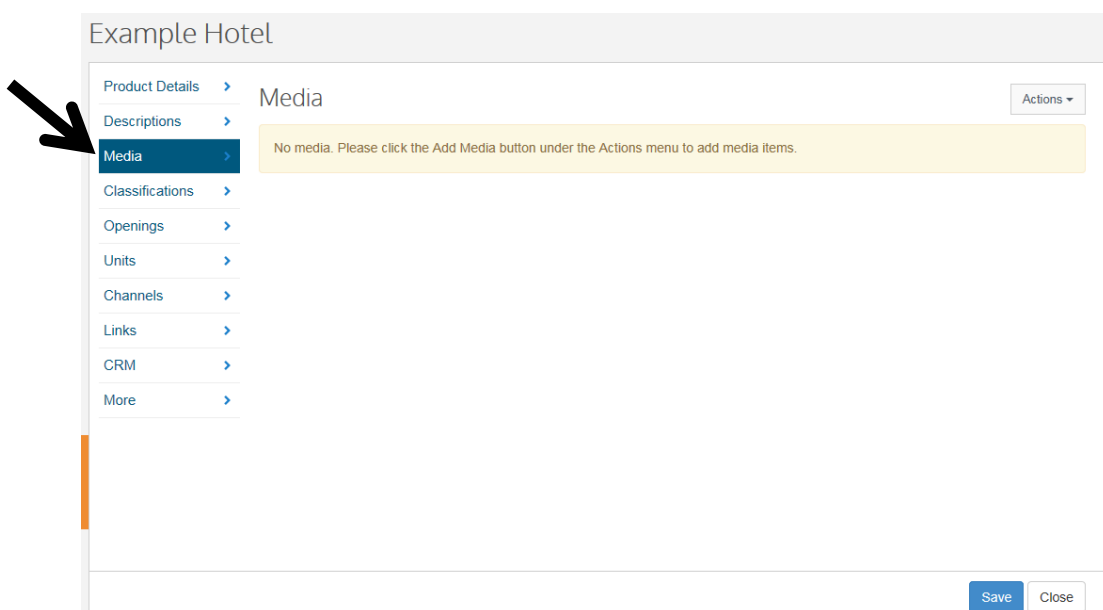 Example Hotel
Product Details
Descriptions
Media
Classifications
Openings
Units
Channels
Links
CRM
More
Media
Actions
No media. Please click the Add Media button under the Actions menu to add media items.
Save
Close